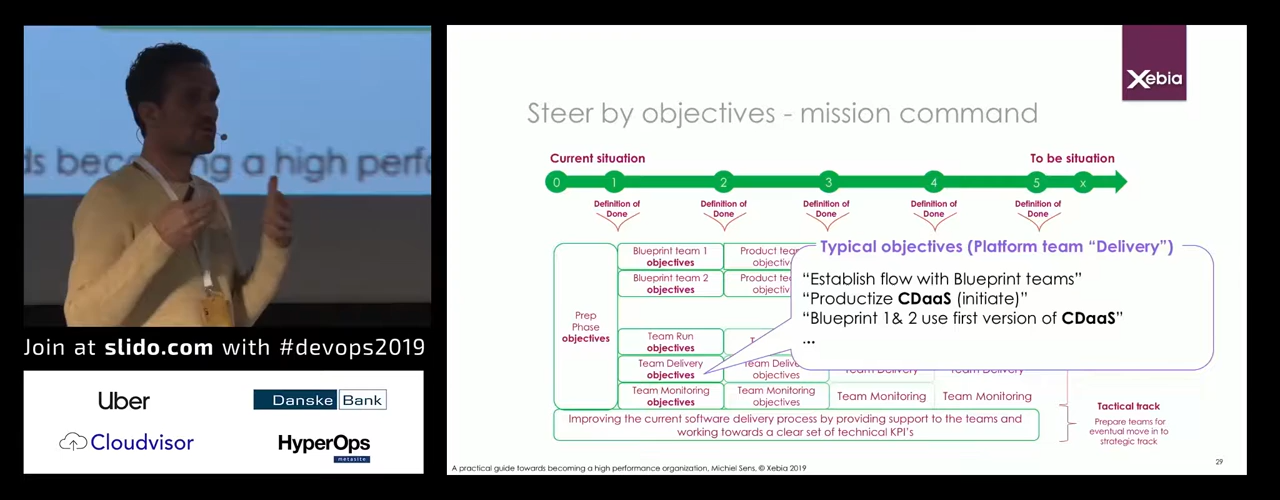 ds becoming a high perfo
Join at slido.com with #devops2019
Uber
Danske Bank
Cloudvisor
HyperOps
metasite
Xebia
Steer by objectives - mission command
Current situation
To be situation
0 1 2 3 4 5 x
Definition of Done
Definition of Done
Definition of Done
Definition of Done
Definition of Done
Prep
Phase
objectives
Blueprint team 1
objectives
Product tea
objectiv
Blueprint team 2
objectives
Product tea
objectiv
Team Run
objectives
Team Delivery
objectives
Team Delive
objectives
Team Delivery
Team Delivery
Team Monitoring
objectives
Team Monitoring
objectives
Team Monitoring
Team Monitoring
Typical objectives (Platform team “Delivery”)
“Establish flow with Blueprint teams”
“Productize CDaaS (initiate)”
“Blueprint 1& 2 use first version of CDaaS”
...
Improving the current software delivery process by providing support to the teams and
working towards a clear set of technical KPI’s
Tactical track
Prepare teams for
eventual move in to
strategic track
A practical guide towards becoming a high performance organization, Michiel Sens, © Xebia 2019
29